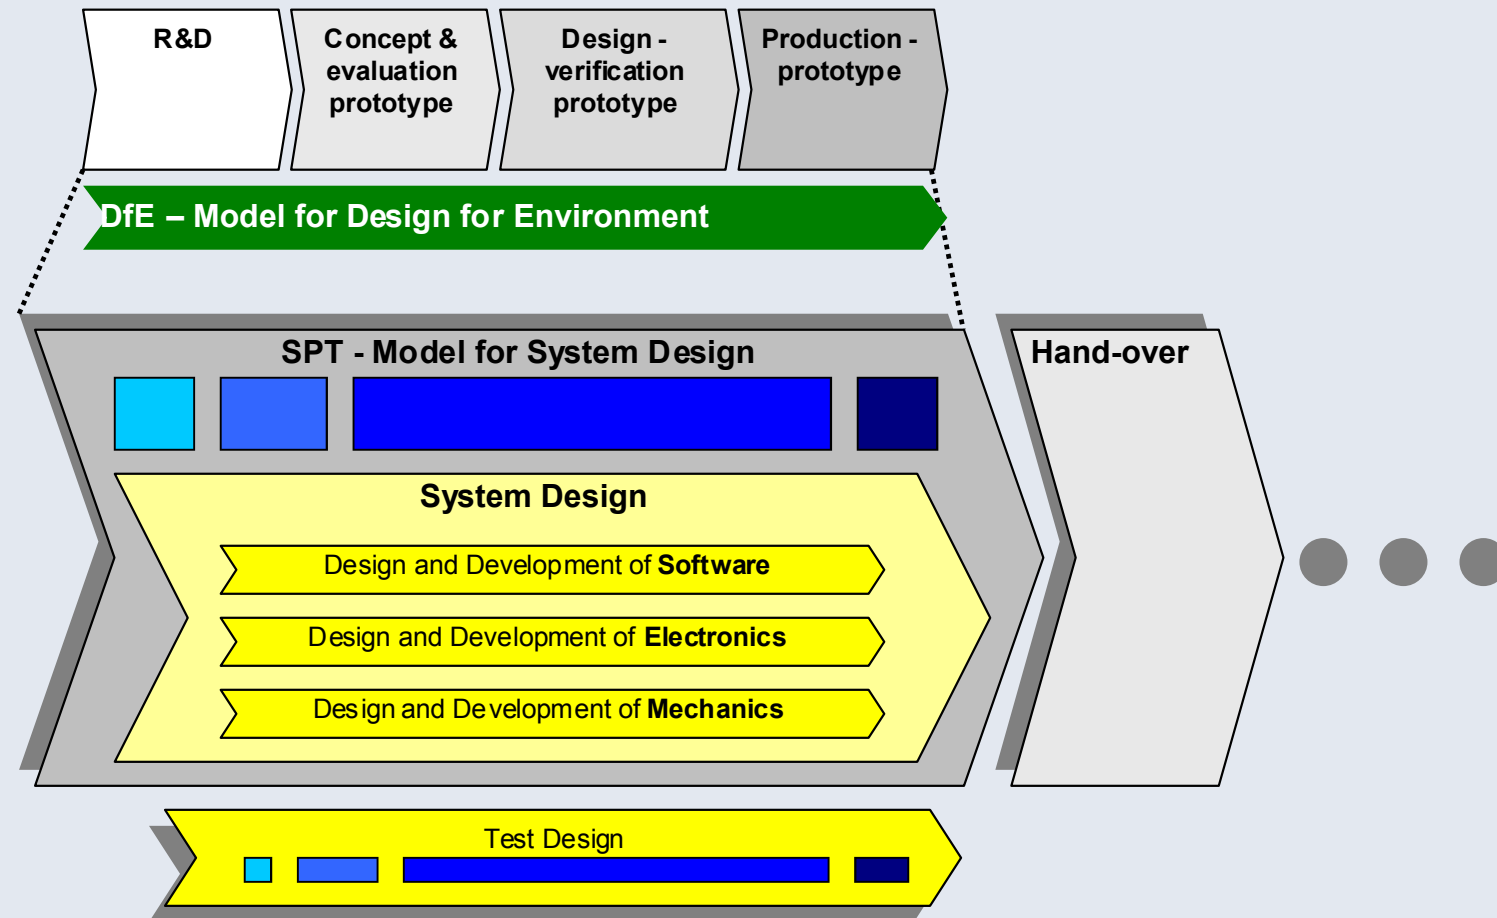 R&D
Concept &
evaluation
prototype
Design -
verification
prototype
Production -
prototype
DfE – Model for Design for Environment
SPT - Model for System Design
Hand-over
System Design
Design and Development of Software
Design and Development of Electronics
Design and Development of Mechanics
Test Design